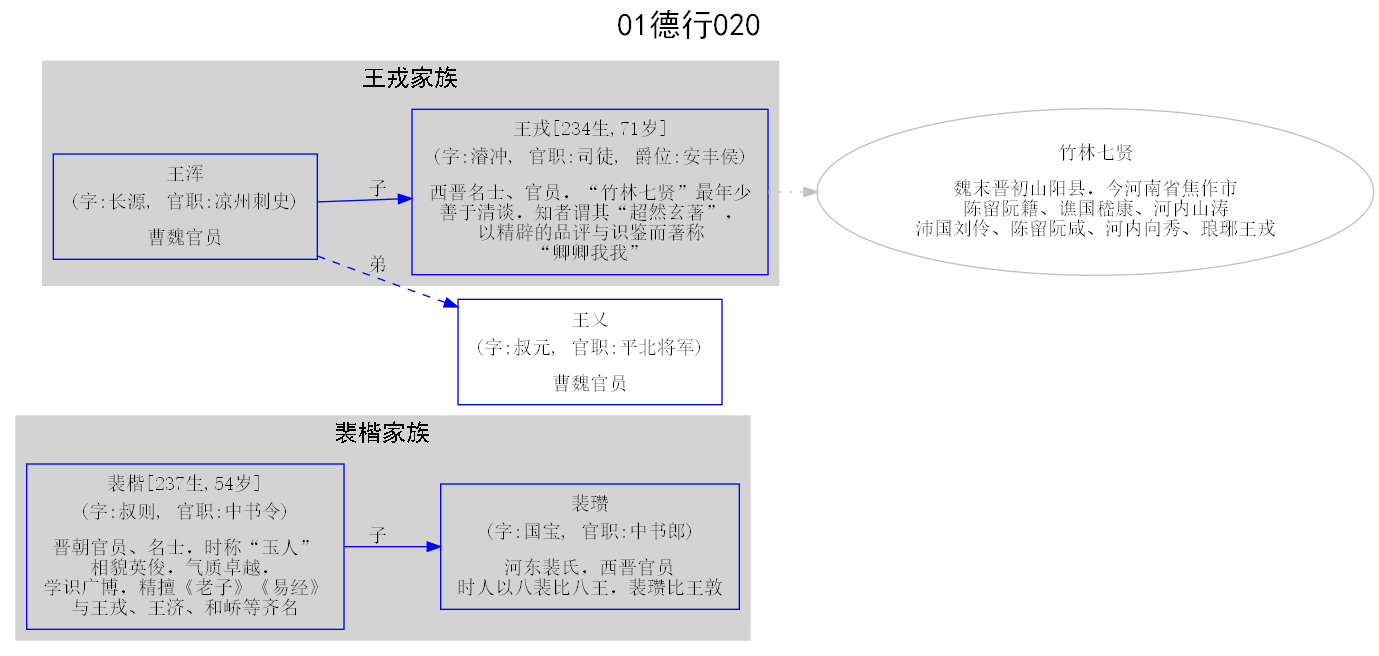 01德行020
王戎家族
王浑
(字:长源, 官职:凉州刺史)
曹魏官员
子
弟
王戎[234生,71岁]
(字:濬冲, 官职:司徒, 爵位:安丰侯)
西晋名士、官员，“竹林七贤”最年少
善于清谈，知者谓其“超然玄著”，
以精辟的品评与识鉴而著称
“卿卿我我”
竹林七贤
魏末晋初山阳县，今河南省焦作市
陈留阮籍、谯国嵇康、河内山涛
沛国刘伶、陈留阮咸、河内向秀、琅琊王戎
王乂
(字:叔元, 官职:平北将军)
曹魏官员
裴楷家族
裴楷[237生,54岁]
(字:叔则, 官职:中书令)
晋朝官员、名士，时称“玉人”
相貌英俊，气质卓越，
学识广博，精擅《老子》《易经》
与王戎、王济、和峤等齐名
子
裴瓒
(字:国宝, 官职:中书郎)
河东裴氏，西晋官员
时人以八裴比八王，裴瓒比王敦